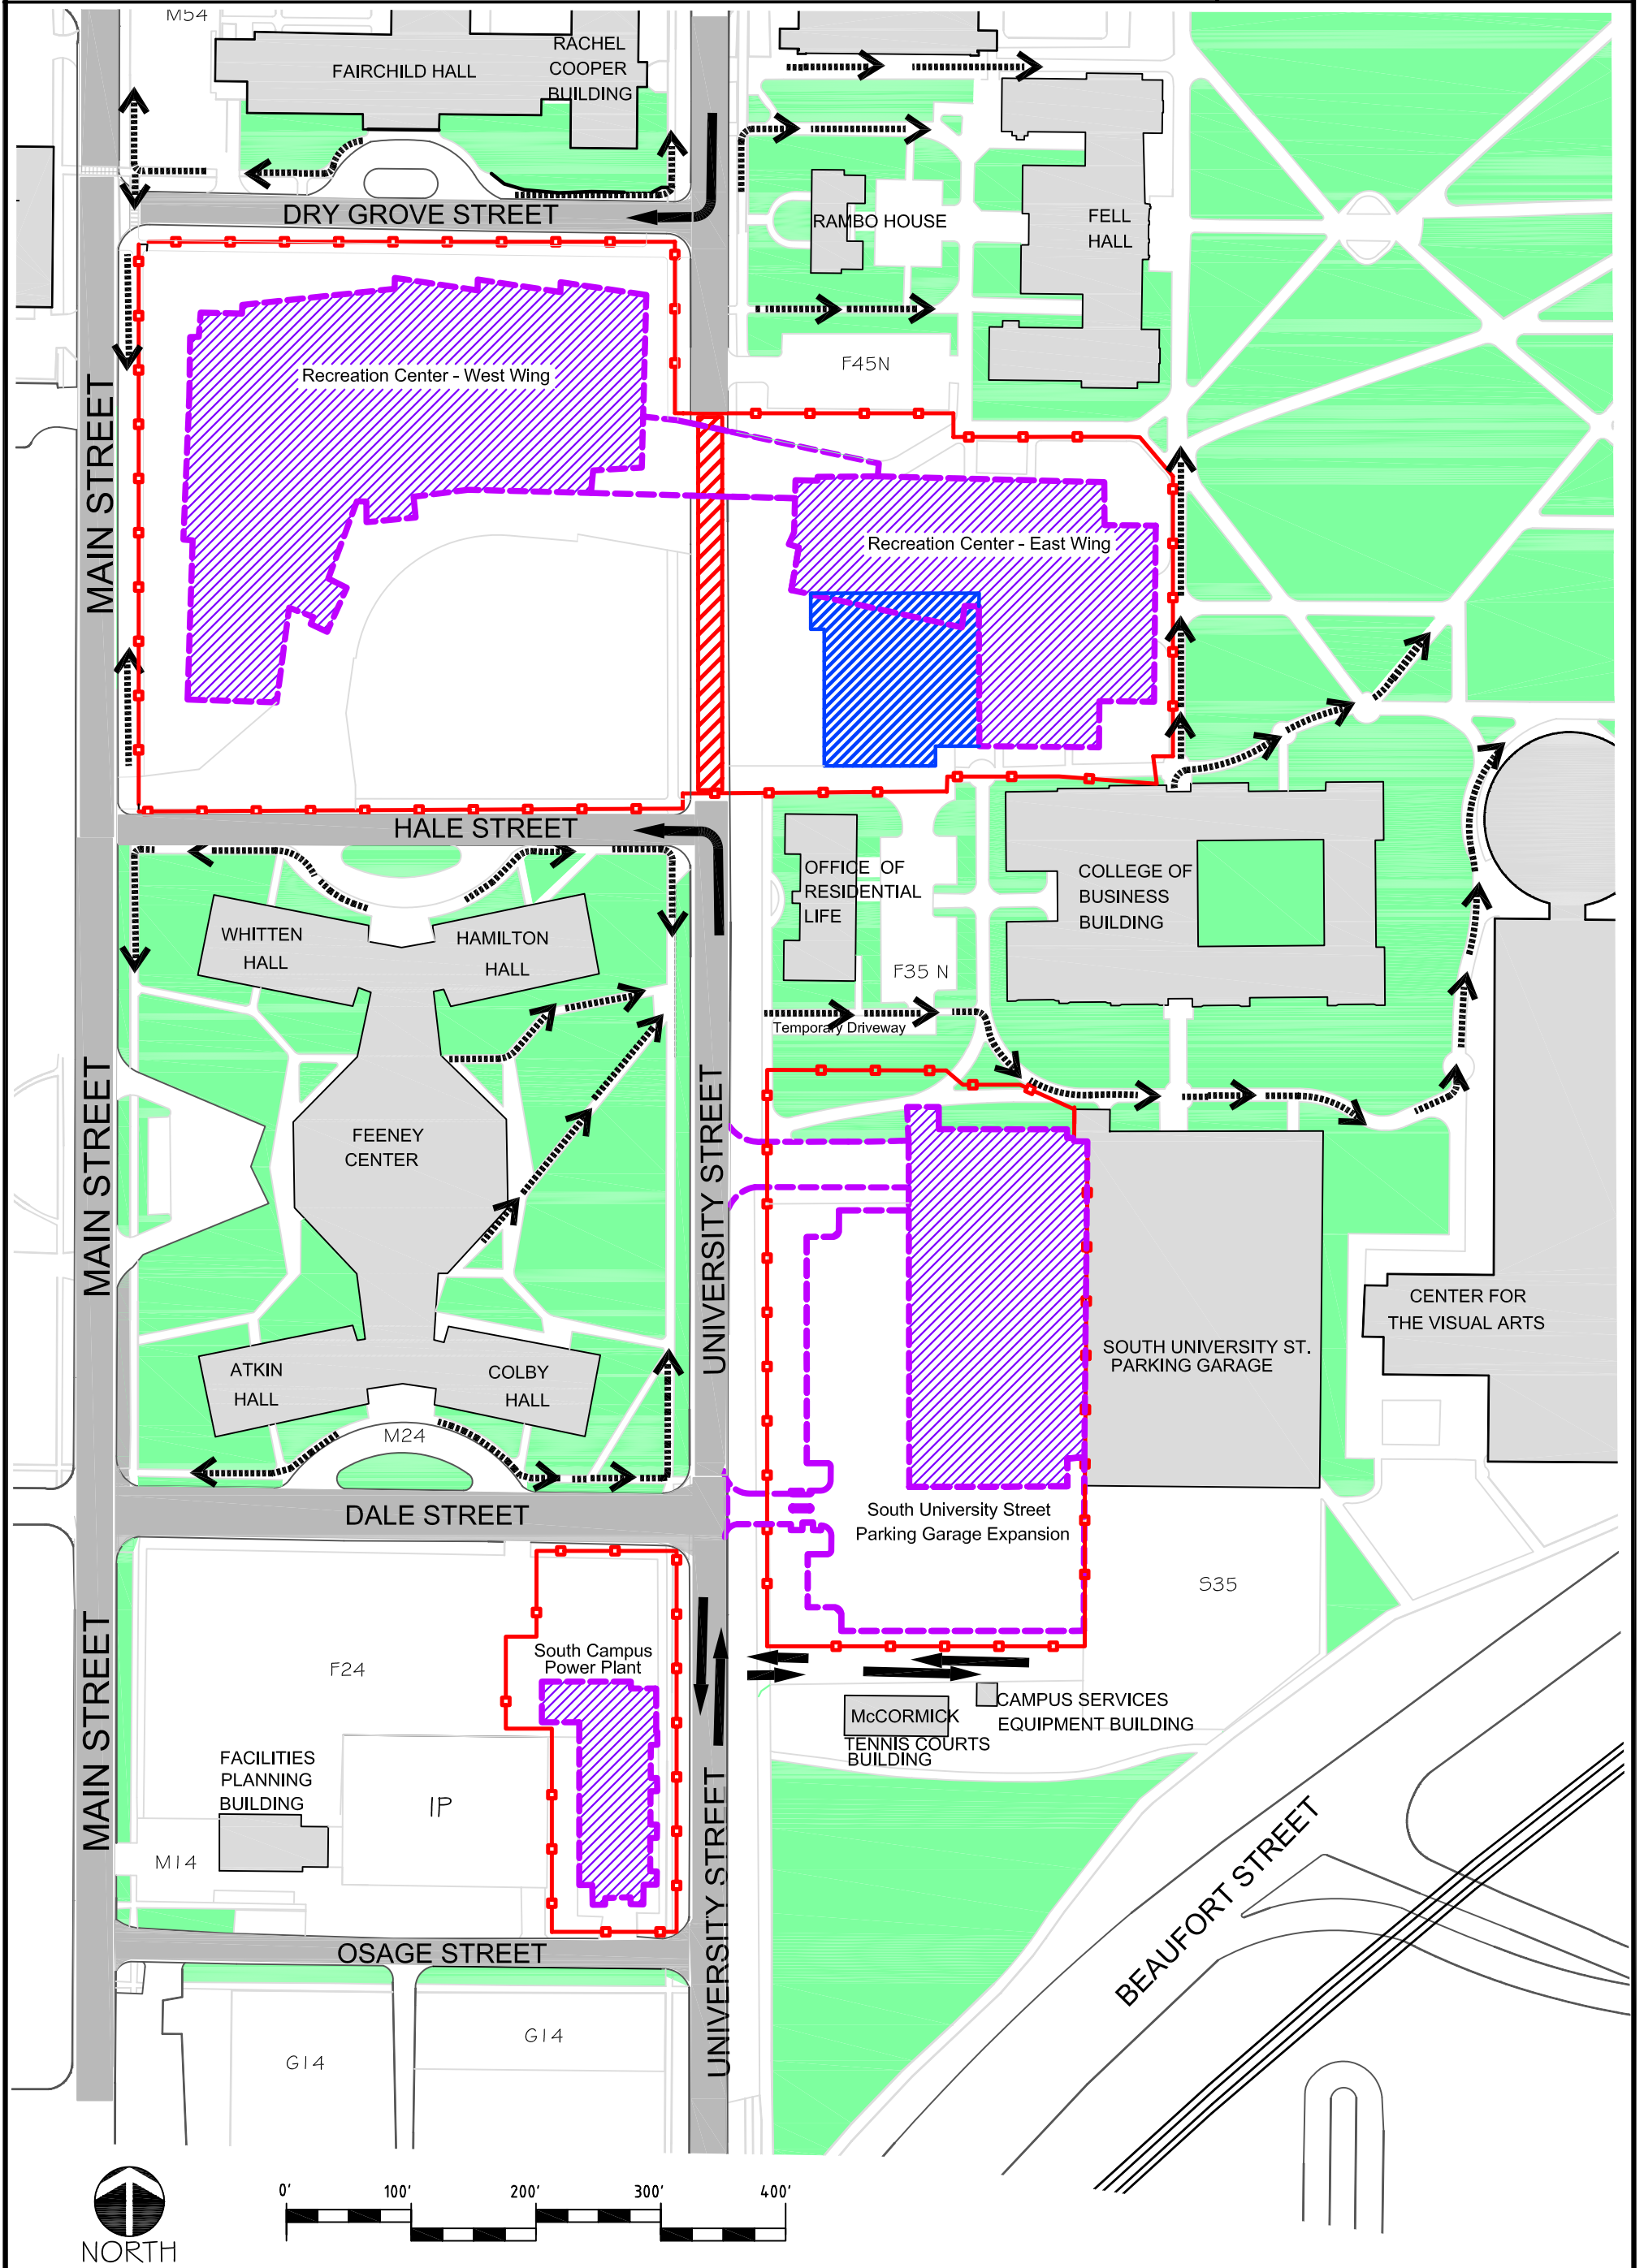 M54
FAIRCHILD HALL
RACHEL
COOPER
BUILDING
DRY GROVE STREET
RAMBO HOUSE
FELL
HALL
F45N
Recreation Center - West Wing
MAIN STREET
Recreation Center - East Wing
HALE STREET
WHITTEN
HALL
HAMILTON
HALL
OFFICE OF
RESIDENTIAL
LIFE
COLLEGE OF
BUSINESS
BUILDING
F35 N
Temporary Driveway
MAIN STREET
FEENEY
CENTER
UNIVERSITY STREET
CENTER FOR
THE VISUAL ARTS
SOUTH UNIVERSITY ST.
PARKING GARAGE
ATKIN
HALL
COLBY
HALL
M24
DALE STREET
South University Street
Parking Garage Expansion
S35
MAIN STREET
F24
South Campus
Power Plant
McCORMICK
TENNIS COURTS
BUILDING
CAMPUS SERVICES
EQUIPMENT BUILDING
FACILITIES
PLANNING
BUILDING
IP
M14
UNIVERSITY STREET
BEAUFORT STREET
OSAGE STREET
G14
G14
NORTH
0' 100' 200' 300' 400'